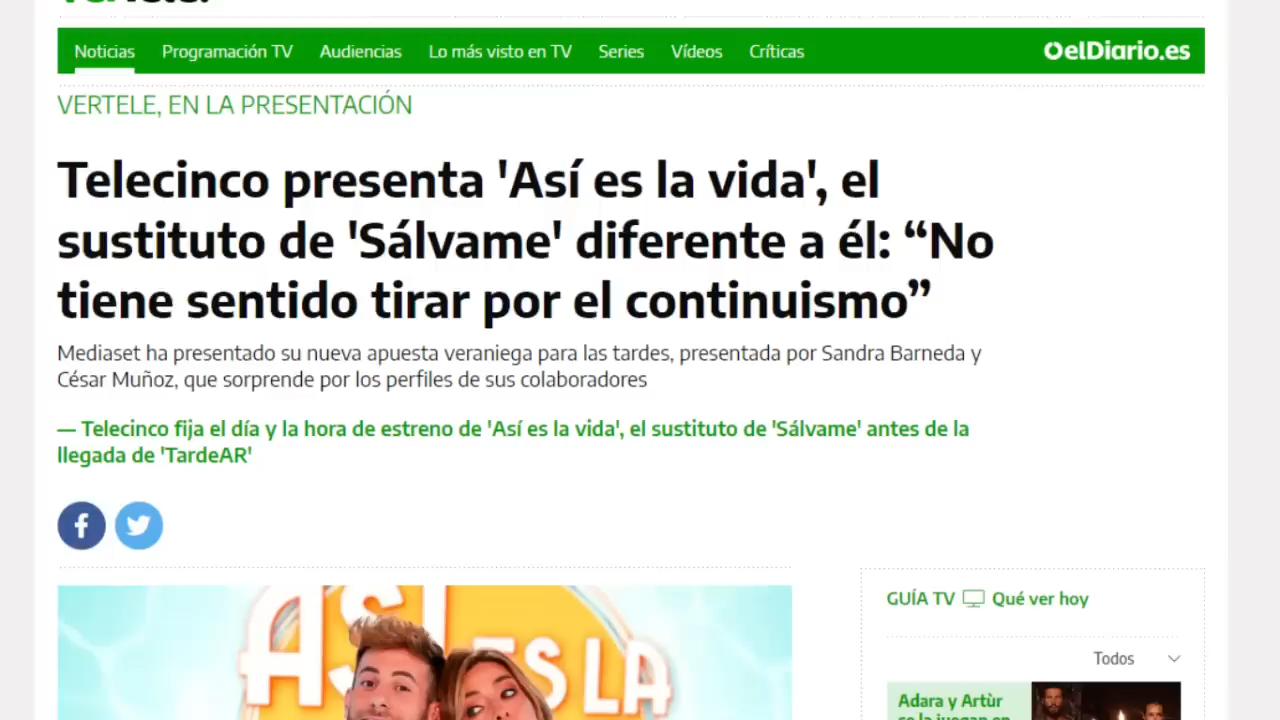 Noticias Programación TV Audiencias Lo más visto en TV Series Vídeos Críticas elDiario.es
VERTELE, EN LA PRESENTACIÓN
Telecinco presenta 'Así es la vida', el
sustituto de 'Sálvame' diferente a él: “No
tiene sentido tirar por el continuismo”
Mediaset ha presentado su nueva apuesta veraniega para las tardes, presentada por Sandra Barneda y
César Muñoz, que sorprende por los perfiles de sus colaboradores
— Telecinco fija el día y la hora de estreno de 'Así es la vida', el sustituto de 'Sálvame' antes de la
llegada de 'TardeAR'
GUÍA TV Qué ver hoy
Todos
Adara y Artùr
ASÍ
ES LA